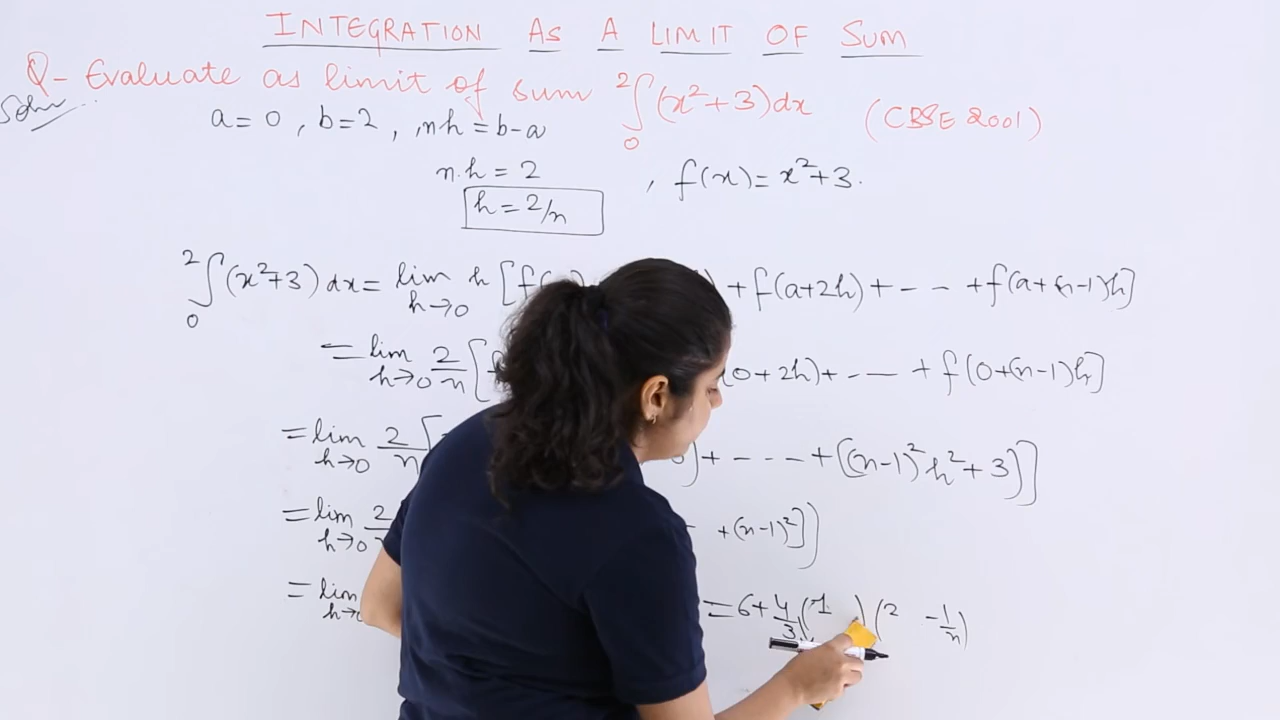 INTEGRATION AS A LIMIT OF SUM
Q- Evaluate as limit of sum ²∫₀ (x²+3)dx (CBSE 2001)
Soln
a=0, b=2, nh=b-a
n.h=2, f(x)=x²+3.
h=2/n
²∫₀ (x²+3)dx = lim h→0 h[f( +f(a+2h)+---+f(a+(n-1)h]
= lim h→0 2/n [ (0+2h)+---+f(0+(n-1)h]
= lim h→0 2/n [ +----+((n-1)²h²+3)]
= lim h→0 2 +(n-1)²]]
= lim h→0 = 6+4/3(1 )(2 -1/n)